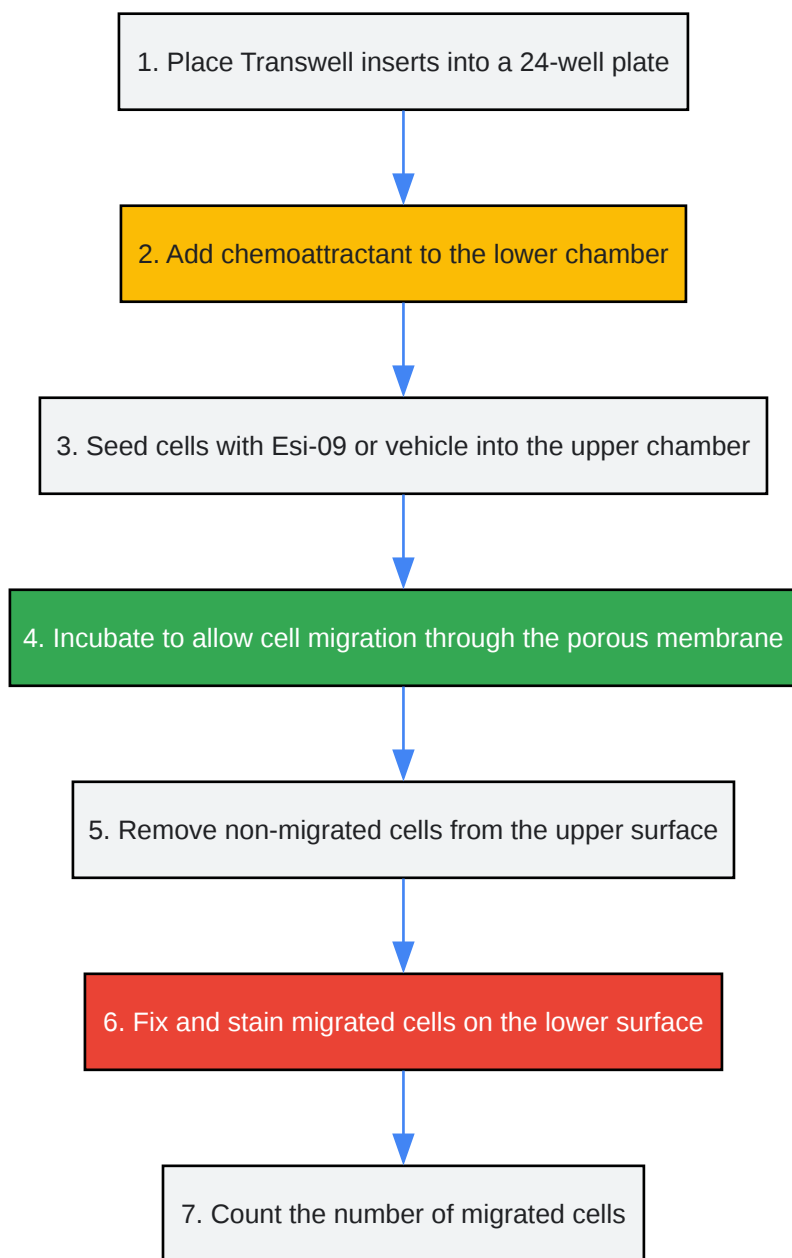 1. Place Transwell inserts into a 24-well plate
2. Add chemoattractant to the lower chamber
3. Seed cells with Esi-09 or vehicle into the upper chamber
4. Incubate to allow cell migration through the porous membrane
5. Remove non-migrated cells from the upper surface
6. Fix and stain migrated cells on the lower surface
7. Count the number of migrated cells